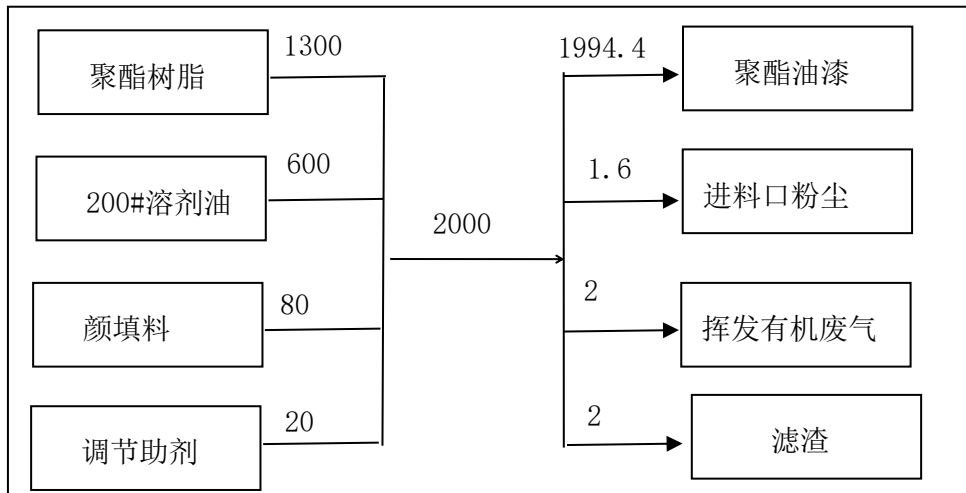 1300
聚酯树脂
600
200#溶剂油
80
颜填料
20
调节助剂
2000
1994.4
聚酯油漆
1.6
进料口粉尘
2
挥发有机废气
2
滤渣